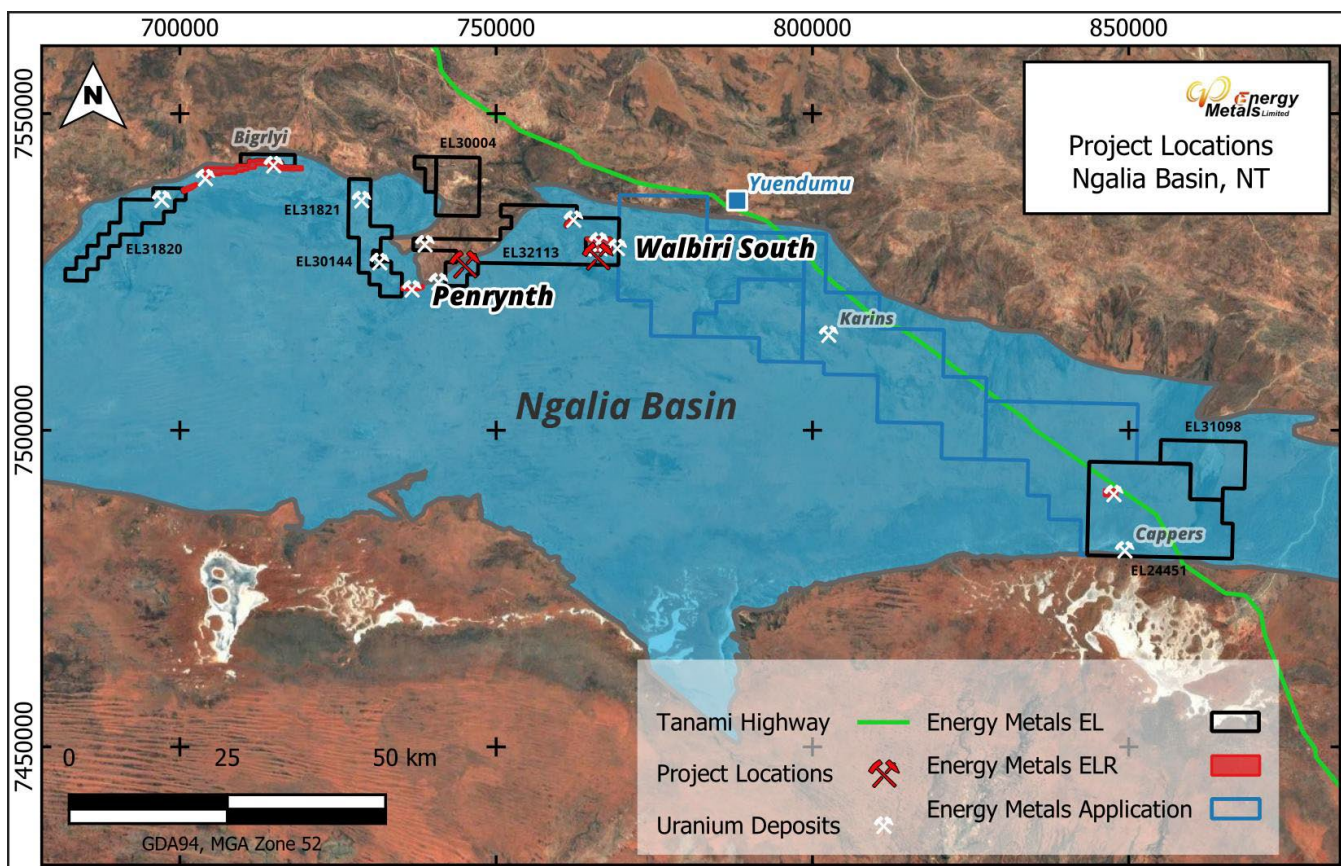 700000
750000
800000
850000
7550000
7500000
7450000
N
Energy
Metals Limited
Project Locations
Ngalia Basin, NT
Bigrlyi
EL30004
Yuendumu
EL31821
EL31820
EL30144
EL32113
Walbiri South
Penrynth
Karins
Ngalia Basin
EL31098
Cappers
EL24451
Tanami Highway
Project Locations
Uranium Deposits
Energy Metals EL
Energy Metals ELR
Energy Metals Application
0
25
50 km
GDA94, MGA Zone 52